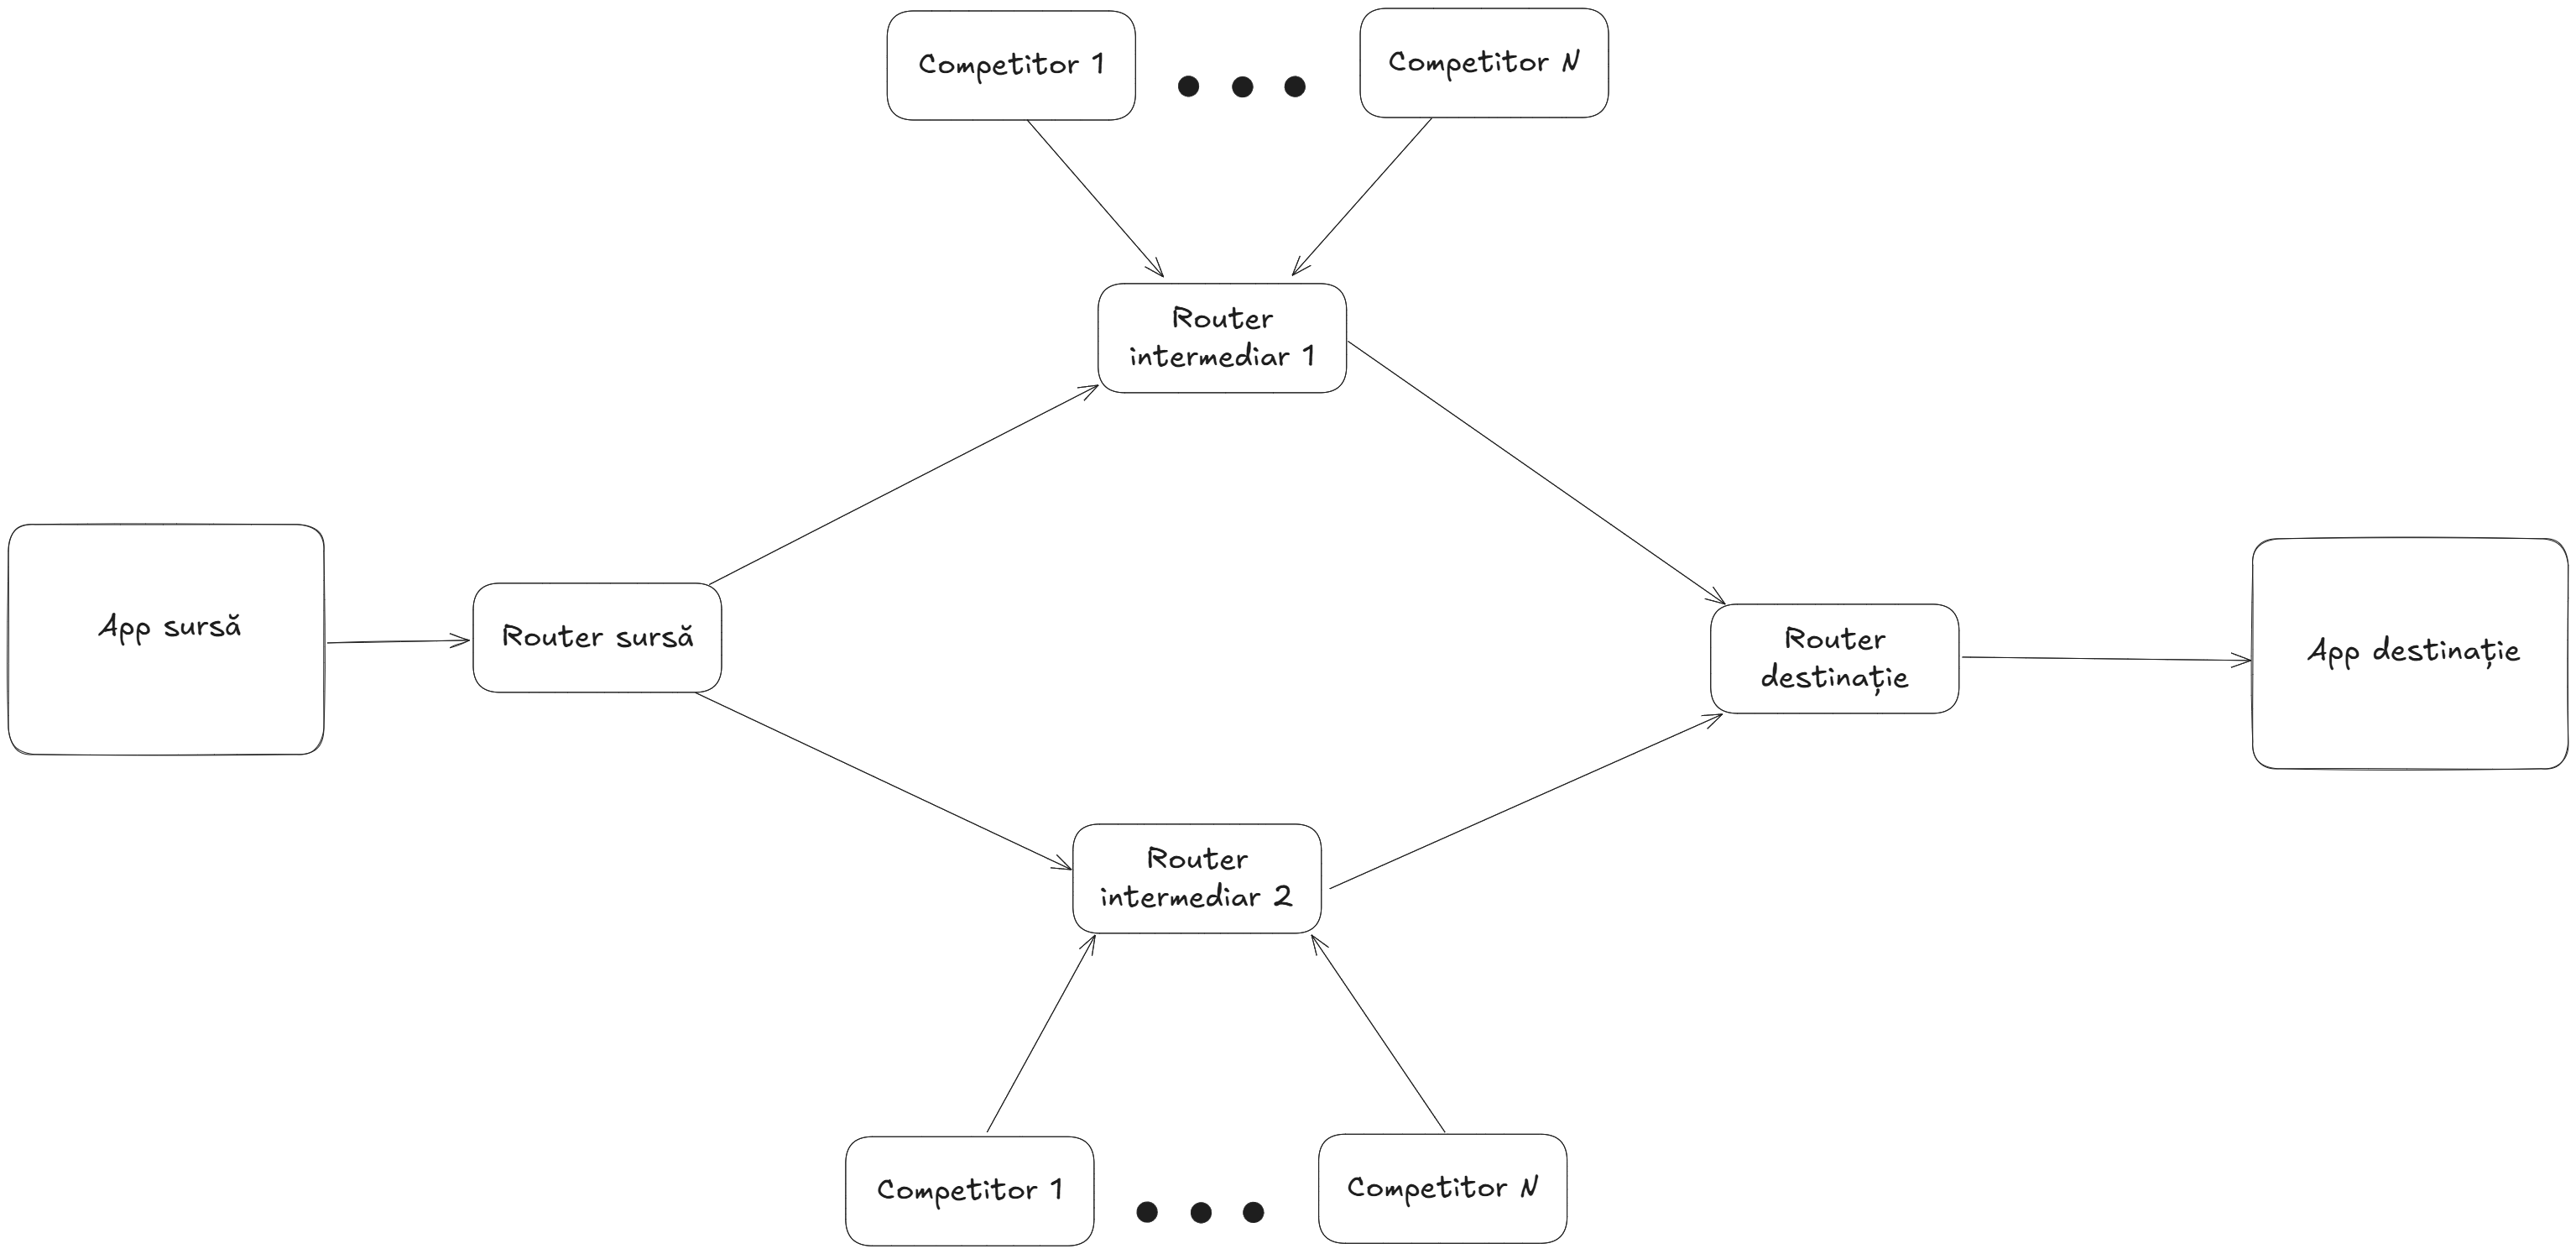 Competitor 1
Competitor N
Router
intermediar 1
App sursă
Router sursă
Router
destinație
App destinație
Router
intermediar 2
Competitor 1
Competitor N